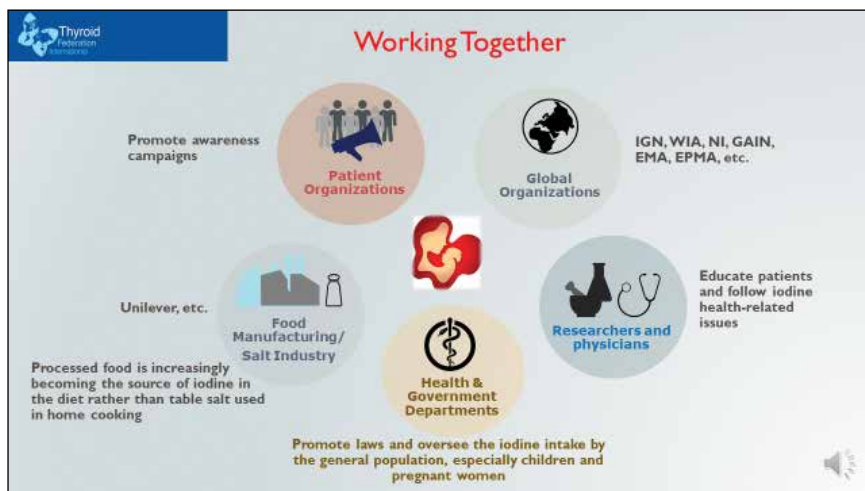 Thyroid
Federation
International
Working Together
Promote awareness
campaigns
Patient
Organizations
Global
Organizations
IGN, WIA, NI, GAIN,
EMA, EPMA, etc.
Unilever, etc.
Food
Manufacturing/
Salt Industry
Researchers and
physicians
Educate patients
and follow iodine
health-related
issues
Processed food is increasingly
becoming the source of iodine in
the diet rather than table salt used
in home cooking
Health &
Government
Departments
Promote laws and oversee the iodine intake by
the general population, especially children and
pregnant women